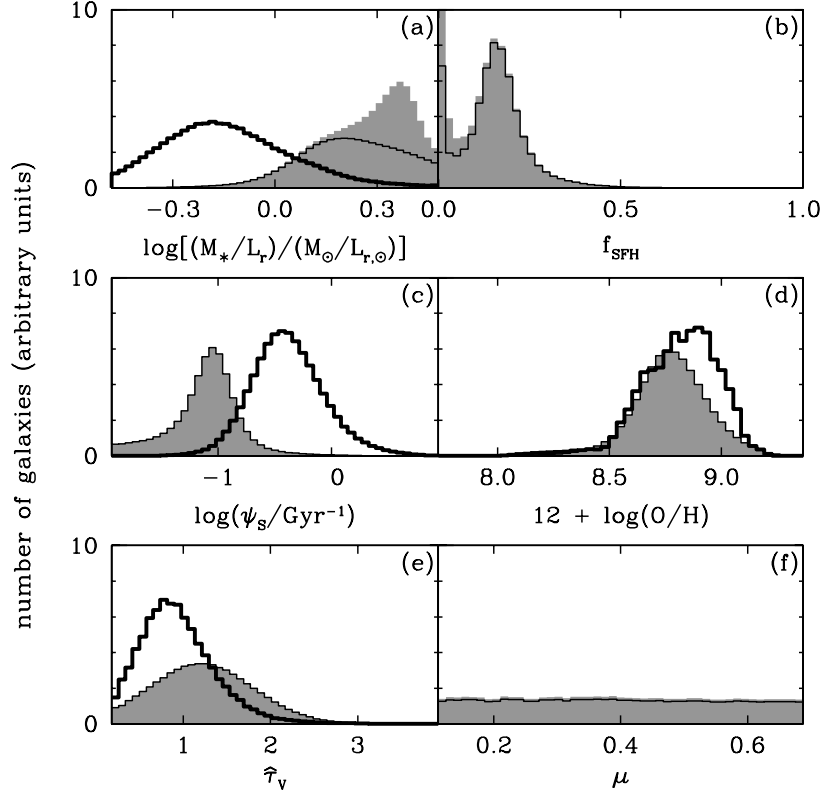 number of galaxies (arbitrary units)
10
0
(a)
(b)
−0.3 0.0 0.3 0.0 0.5 1.0
log[(M*/Lr)/(M⊙/Lr,⊙)] fSFH
10
0
(c)
(d)
−1 0 8.0 8.5 9.0
log(ψS/Gyr−1) 12 + log(O/H)
10
0
(e)
(f)
1 2 3 0.2 0.4 0.6
τ̂V μ